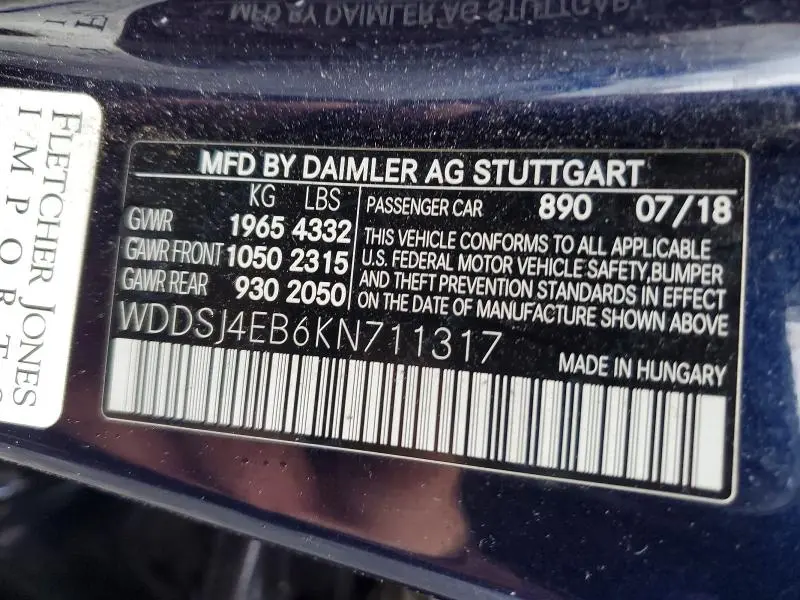 MFD BY DAIMLER AG STUTTGART
FLETCHER JONES
IMPORTS
MFD BY DAIMLER AG STUTTGART
KG LBS
GVWR 1965 4332
GAWR FRONT 1050 2315
GAWR REAR 930 2050
PASSENGER CAR 890 07/18
THIS VEHICLE CONFORMS TO ALL APPLICABLE
U.S. FEDERAL MOTOR VEHICLE SAFETY,BUMPER
AND THEFT PREVENTION STANDARDS IN EFFECT
ON THE DATE OF MANUFACTURE SHOWN ABOVE
WDDSJ4EB6KN711317
MADE IN HUNGARY